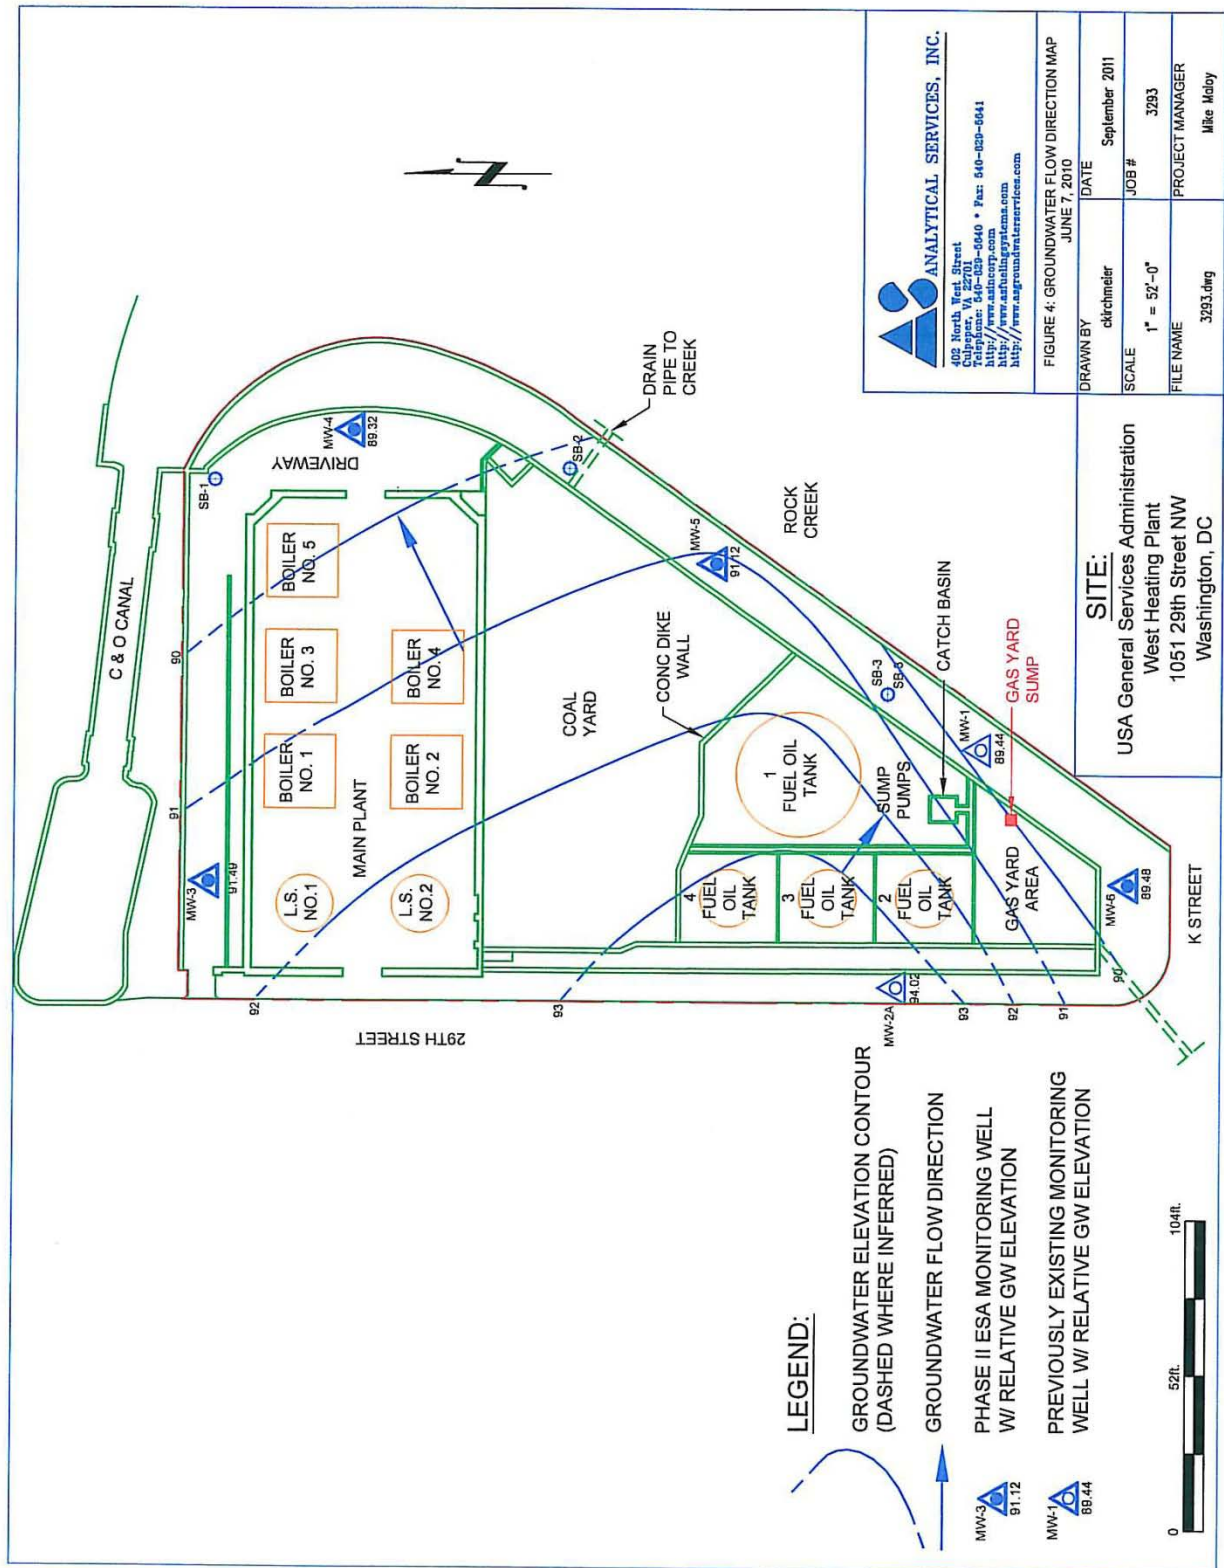 C & O CANAL
90
91
92
93
SB-1
MW-4
89.32
DRIVEWAY
MW-3
91.49
BOILER
NO. 5
BOILER
NO. 3
BOILER
NO. 1
BOILER
NO. 4
BOILER
NO. 2
L.S.
NO.1
L.S.
NO.2
MAIN PLANT
29TH STREET
N
DRAIN
PIPE TO
CREEK
SB-2
COAL
YARD
ROCK
CREEK
MW-5
91.12
CONC DIKE
WALL
1
FUEL OIL
TANK
SUMP
PUMPS
4
FUEL
OIL
TANK
3
FUEL
OIL
TANK
2
FUEL
OIL
TANK
SB-3
SB-3
CATCH BASIN
MW-1
89.44
GAS YARD
SUMP
GAS YARD
AREA
MW-2A
94.02
93
92
91
90
MW-6
89.48
K STREET
LEGEND:
GROUNDWATER ELEVATION CONTOUR
(DASHED WHERE INFERRED)
GROUNDWATER FLOW DIRECTION
MW-3
91.12
PHASE II ESA MONITORING WELL
W/ RELATIVE GW ELEVATION
MW-1
89.44
PREVIOUSLY EXISTING MONITORING
WELL W/ RELATIVE GW ELEVATION
0
52ft.
104ft.
SITE:
USA General Services Administration
West Heating Plant
1051 29th Street NW
Washington, DC
AS ANALYTICAL SERVICES, INC.
402 North West Street
Culpeper, VA 22701
Telephone: 540-829-5640 * Fax: 540-829-5641
http://www.asincorp.com
http://www.asfuelingsystems.com
http://www.asgroundwaterservices.com
FIGURE 4: GROUNDWATER FLOW DIRECTION MAP
JUNE 7, 2010
DRAWN BY
ckirchmeier
DATE
September 2011
SCALE
1" = 52'-0"
JOB #
3293
FILE NAME
3293.dwg
PROJECT MANAGER
Mike Maloy